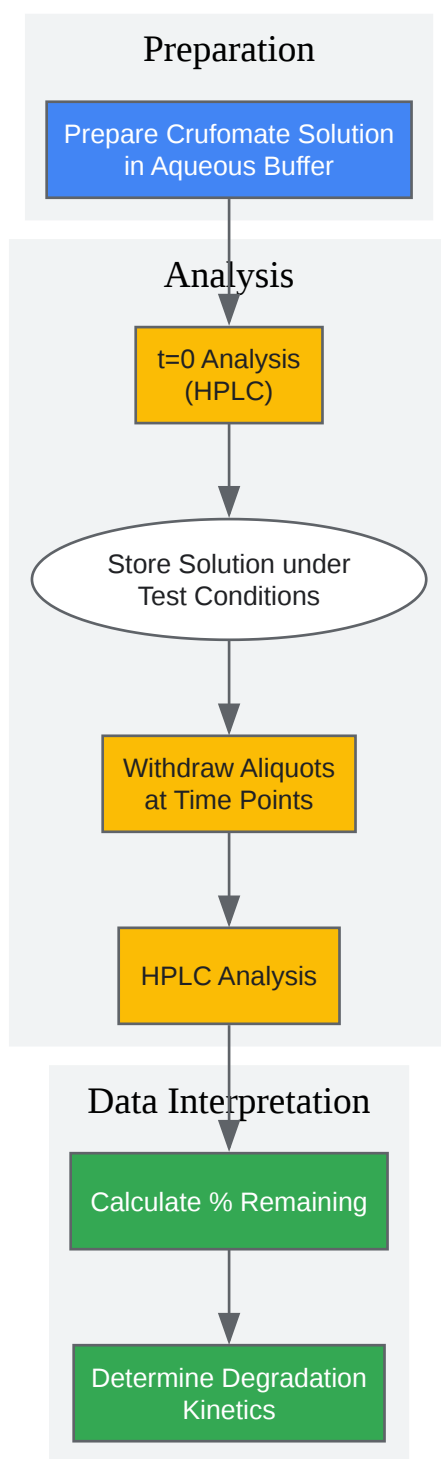 Preparation
Prepare Crufomate Solution
in Aqueous Buffer
Analysis
t=0 Analysis
(HPLC)
Store Solution under
Test Conditions
Withdraw Aliquots
at Time Points
HPLC Analysis
Data Interpretation
Calculate % Remaining
Determine Degradation
Kinetics